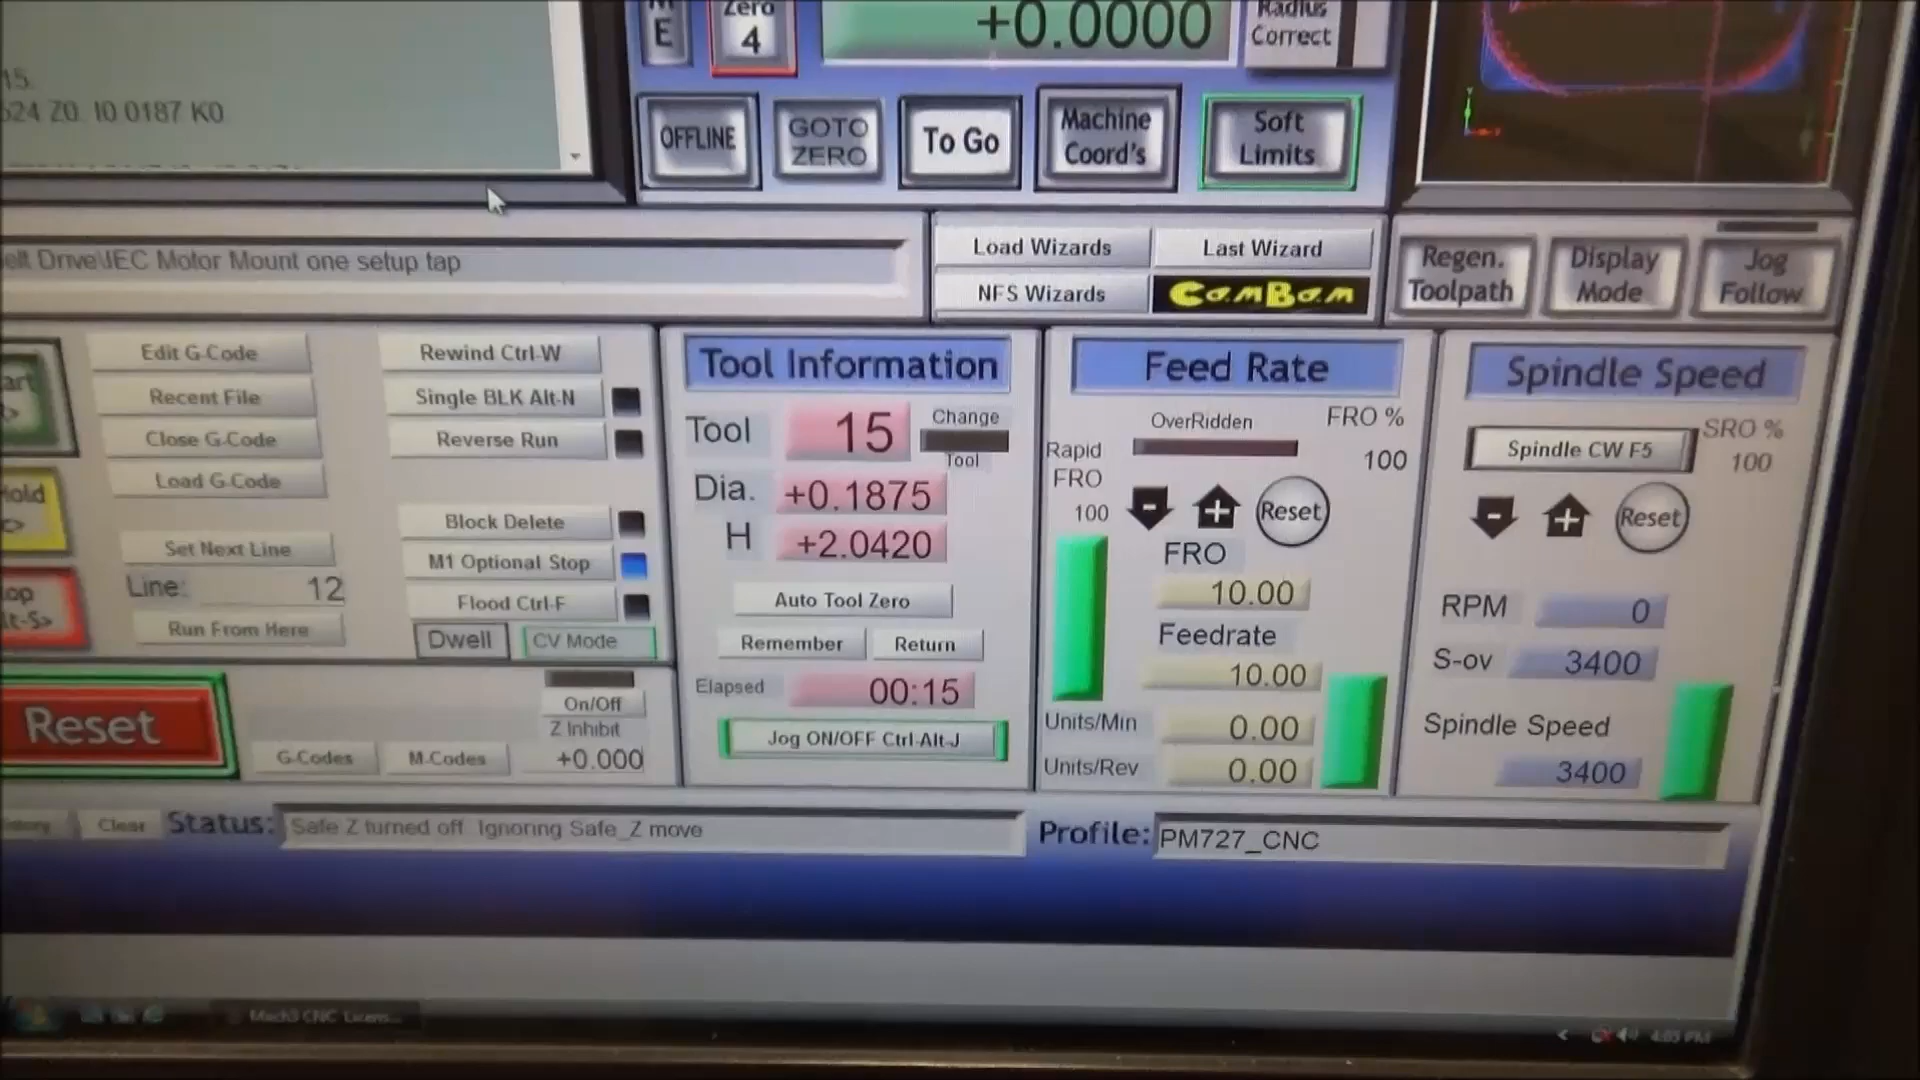 E
Zero
4
+0.0000
Radius
Correct
15.
624 Z0. I0.0187 K0
OFFLINE
GOTO
ZERO
To Go
Machine
Coord's
Soft
Limits
Drive\IEC Motor Mount one setup tap
Load Wizards
Last Wizard
NFS Wizards
CamBam
Regen.
Toolpath
Display
Mode
Jog
Follow
Edit G-Code
Recent File
Close G-Code
Load G-Code
Set Next Line
Line: 12
Run From Here
Rewind Ctrl-W
Single BLK Alt-N
Reverse Run
Block Delete
M1 Optional Stop
Flood Ctrl-F
Dwell
CV Mode
Reset
On/Off
Z Inhibit
+0.000
G-Codes
M-Codes
Tool Information
Tool 15
Change
Tool
Dia. +0.1875
H +2.0420
Auto Tool Zero
Remember
Return
Elapsed 00:15
Jog ON/OFF Ctrl-Alt-J
Feed Rate
OverRidden
FRO %
100
Rapid
FRO
100
Reset
FRO
10.00
Feedrate
10.00
Units/Min 0.00
Units/Rev 0.00
Spindle Speed
Spindle CW F5
SRO %
100
Reset
RPM 0
S-ov 3400
Spindle Speed
3400
Clear
Status: Safe Z turned off. Ignoring Safe_Z move
Profile: PM727_CNC
Mach3 CNC Licens...
4:05 PM